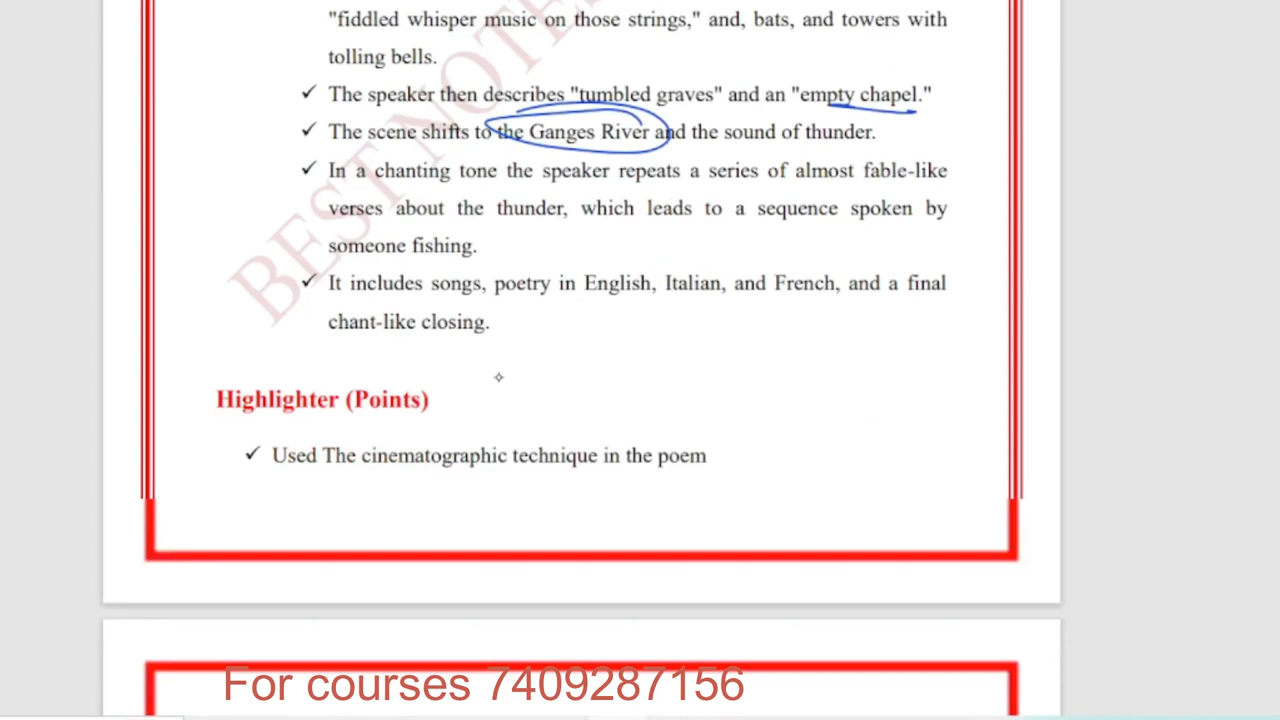 "fiddled whisper music on those strings," and, bats, and towers with
tolling bells.
✓ The speaker then describes "tumbled graves" and an "empty chapel."
✓ The scene shifts to the Ganges River and the sound of thunder.
✓ In a chanting tone the speaker repeats a series of almost fable-like
verses about the thunder, which leads to a sequence spoken by
someone fishing.
✓ It includes songs, poetry in English, Italian, and French, and a final
chant-like closing.
BEST NOTE
Highlighter (Points)
✓ Used The cinematographic technique in the poem
For courses 7409287156